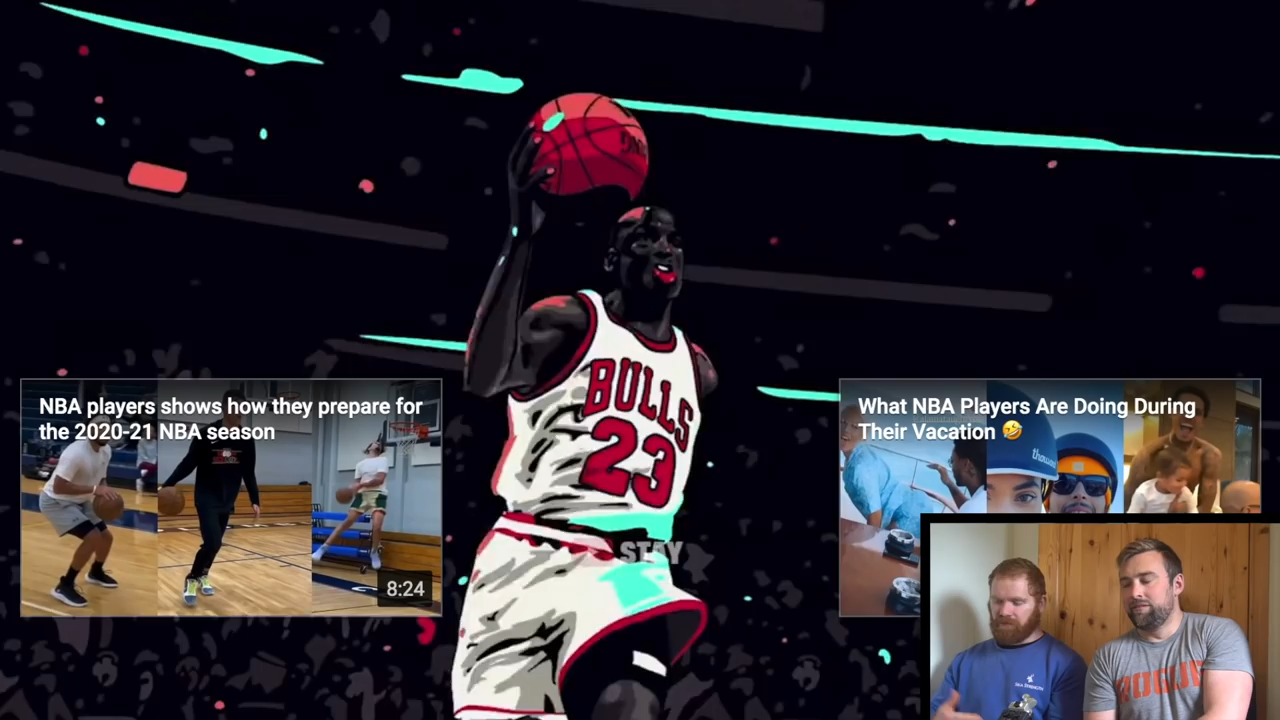 BULLS
23
NBA players shows how they prepare for
the 2020-21 NBA season
8:24
What NBA Players Are Doing During
Their Vacation 🤣
STAY
ROGUE